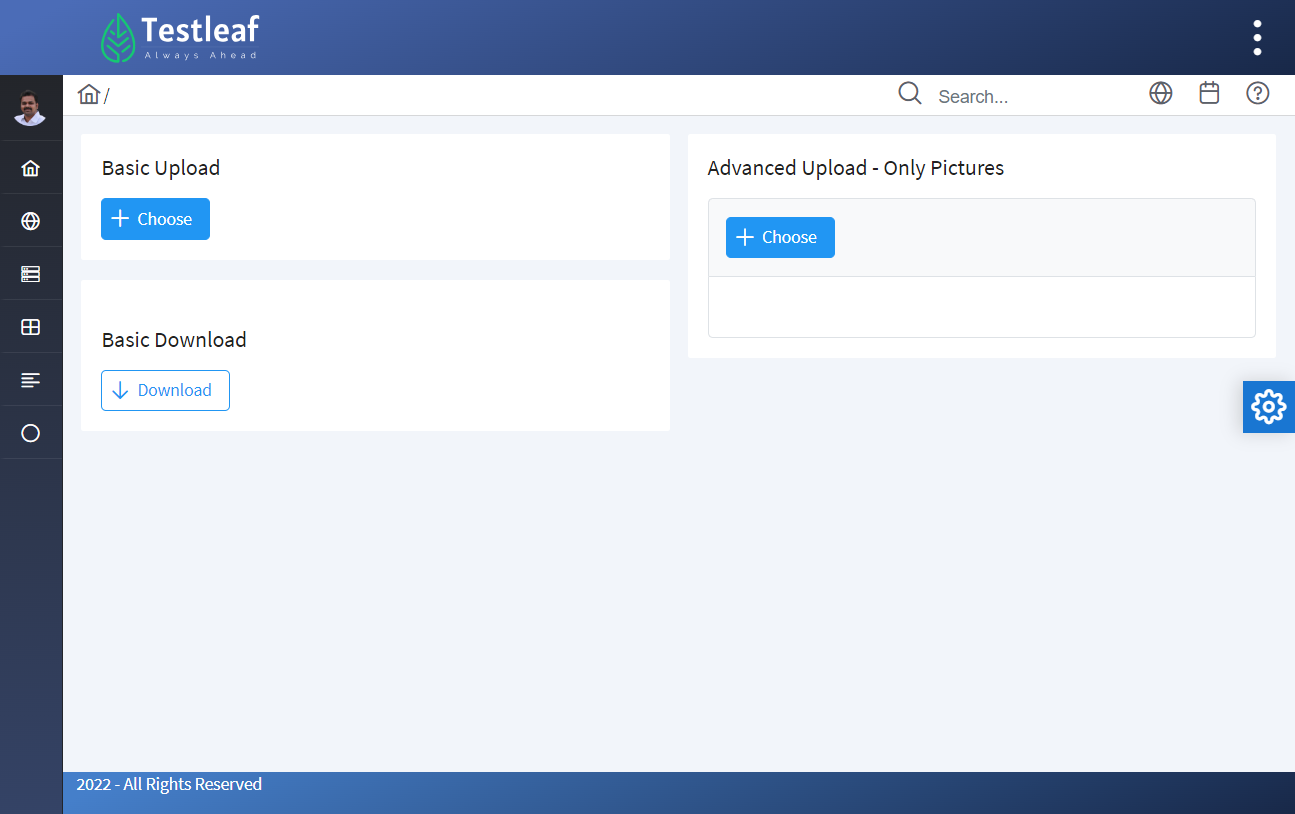 Testleaf
Always Ahead
/
Search...
Basic Upload
Choose
Advanced Upload - Only Pictures
Choose
Basic Download
Download
2022 - All Rights Reserved